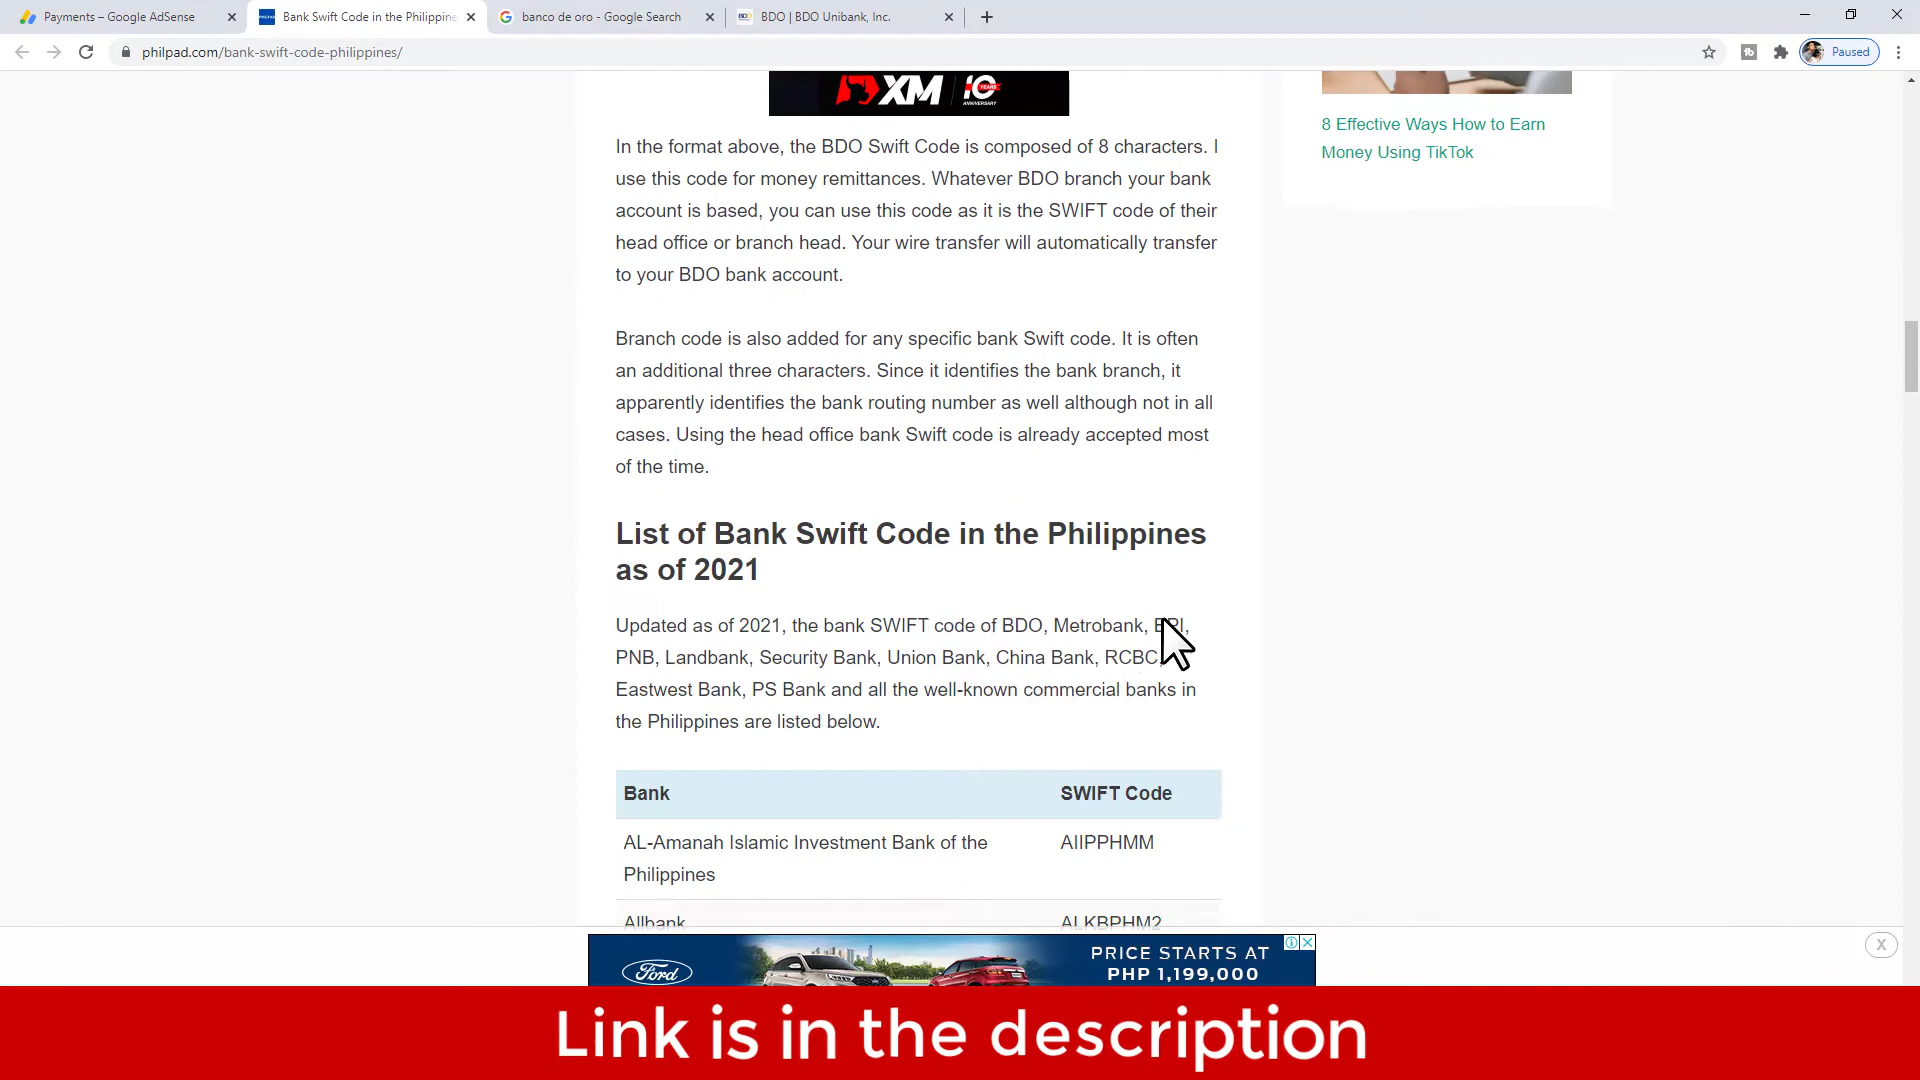 Payments – Google AdSense
Bank Swift Code in the Philippine
banco de oro - Google Search
BDO | BDO Unibank, Inc.
philpad.com/bank-swift-code-philippines/
Paused
XM 10 YEARS ANNIVERSARY
In the format above, the BDO Swift Code is composed of 8 characters. I
use this code for money remittances. Whatever BDO branch your bank
account is based, you can use this code as it is the SWIFT code of their
head office or branch head. Your wire transfer will automatically transfer
to your BDO bank account.
Branch code is also added for any specific bank Swift code. It is often
an additional three characters. Since it identifies the bank branch, it
apparently identifies the bank routing number as well although not in all
cases. Using the head office bank Swift code is already accepted most
of the time.
List of Bank Swift Code in the Philippines
as of 2021
Updated as of 2021, the bank SWIFT code of BDO, Metrobank, BPI,
PNB, Landbank, Security Bank, Union Bank, China Bank, RCBC,
Eastwest Bank, PS Bank and all the well-known commercial banks in
the Philippines are listed below.
Bank SWIFT Code
AL-Amanah Islamic Investment Bank of the AIIPPHMM
Philippines
Allbank ALKBPHM2
8 Effective Ways How to Earn
Money Using TikTok
X
Ford
PRICE STARTS AT
PHP 1,199,000
Link is in the description